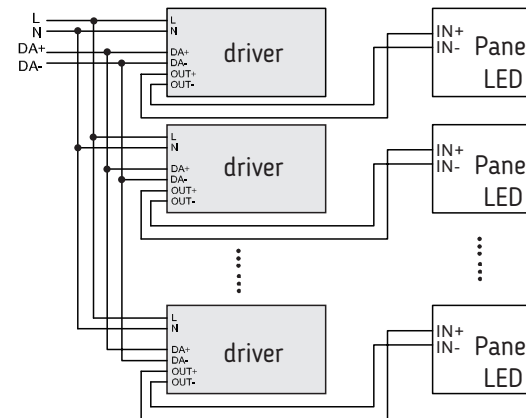 L
N
DA+
DA-
L
N
DA+
DA-
OUT+
OUT-
driver
IN+
IN-
Pane
LED
L
N
DA+
DA-
OUT+
OUT-
driver
IN+
IN-
Pane
LED
L
N
DA+
DA-
OUT+
OUT-
driver
IN+
IN-
Pane
LED